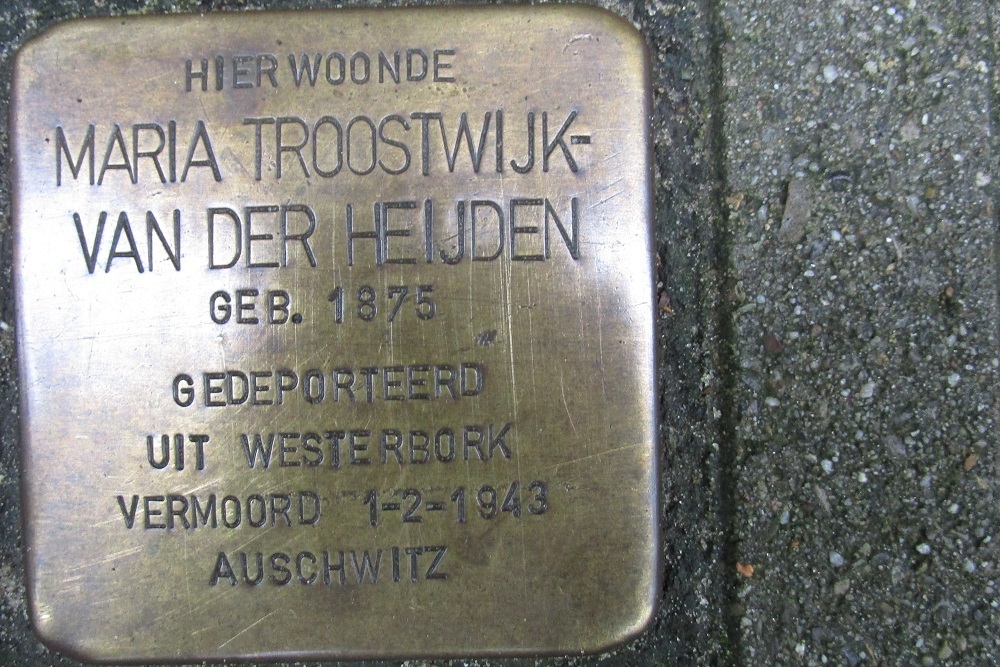 HIER WOONDE
MARIA TROOSTWIJK-
VAN DER HEIJDEN
GEB. 1875
GEDEPORTEERD
UIT WESTERBORK
VERMOORD 1-2-1943
AUSCHWITZ